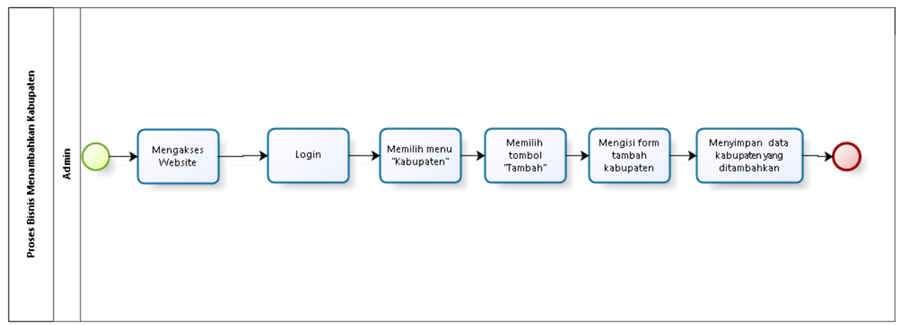 Proses Bisnis Menambahkan Kabupaten
Admin
Mengakses
Website
Login
Memilih menu
"Kabupaten"
Memilih
tombol
"Tambah"
Mengisi form
tambah
kabupaten
Menyimpan data
kabupaten yang
ditambahkan